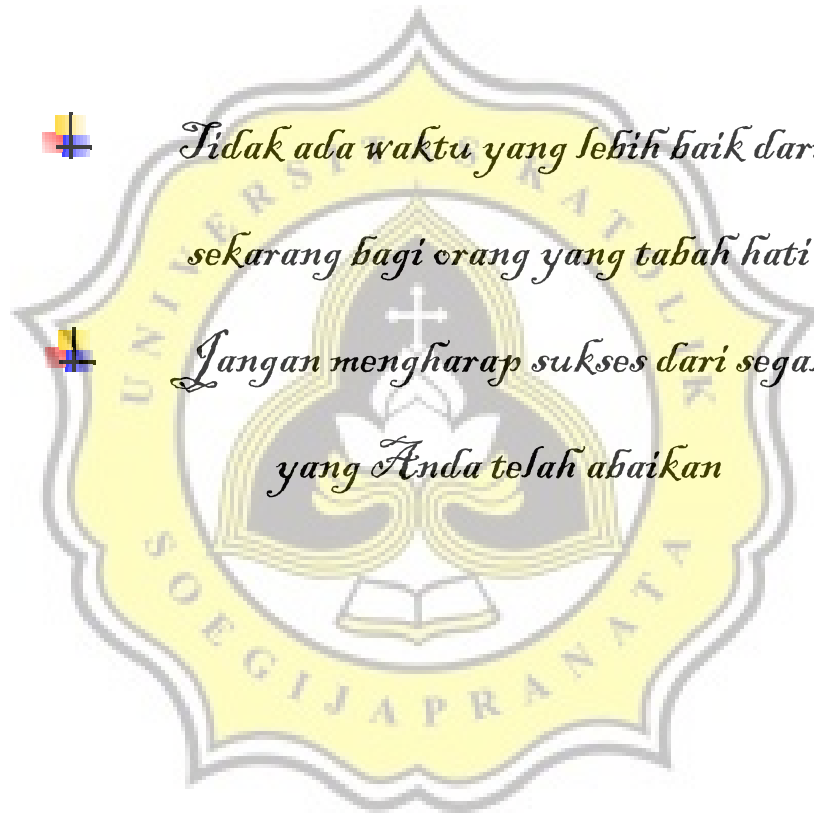 Tidak ada waktu yang lebih baik dari
sekarang bagi orang yang tabah hati
Jangan mengharap sukses dari
yang Anda telah abaikan
UNIVERSITAS KATOLIK
SOEGIJAPRANATA